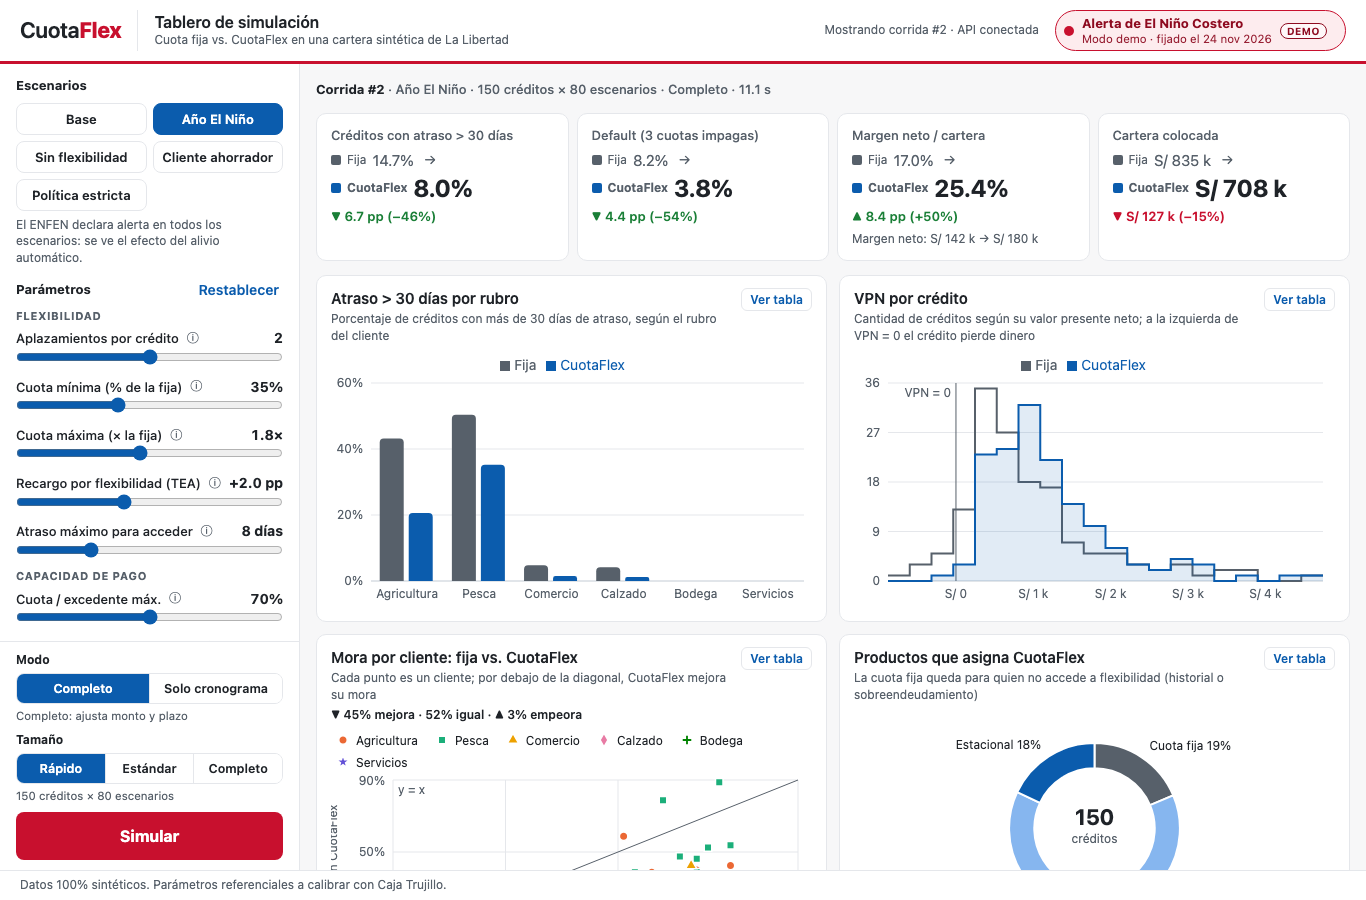 CuotaFlex
Tablero de simulación
Cuota fija vs. CuotaFlex en una cartera sintética de La Libertad
Mostrando corrida #2 · API conectada
Alerta de El Niño Costero
Modo demo · fijado el 24 nov 2026
DEMO
Escenarios
Base
Año El Niño
Sin flexibilidad
Cliente ahorrador
Política estricta
El ENFEN declara alerta en todos los
escenarios: se ve el efecto del alivio
automático.
Parámetros
Restablecer
FLEXIBILIDAD
Aplazamientos por crédito ⓘ 2
Cuota mínima (% de la fija) ⓘ 35%
Cuota máxima (× la fija) ⓘ 1.8×
Recargo por flexibilidad (TEA) ⓘ +2.0 pp
Atraso máximo para acceder ⓘ 8 días
CAPACIDAD DE PAGO
Cuota / excedente máx. ⓘ 70%
Modo
Completo
Solo cronograma
Completo: ajusta monto y plazo
Tamaño
Rápido
Estándar
Completo
150 créditos × 80 escenarios
Simular
Corrida #2 · Año El Niño · 150 créditos × 80 escenarios · Completo · 11.1 s
Créditos con atraso > 30 días
Fija 14.7% →
CuotaFlex 8.0%
▼ 6.7 pp (−46%)
Default (3 cuotas impagas)
Fija 8.2% →
CuotaFlex 3.8%
▼ 4.4 pp (−54%)
Margen neto / cartera
Fija 17.0% →
CuotaFlex 25.4%
▲ 8.4 pp (+50%)
Margen neto: S/ 142 k → S/ 180 k
Cartera colocada
Fija S/ 835 k →
CuotaFlex S/ 708 k
▼ S/ 127 k (−15%)
Atraso > 30 días por rubro
Ver tabla
Porcentaje de créditos con más de 30 días de atraso, según el rubro
del cliente
Fija
CuotaFlex
60%
40%
20%
0%
Agricultura
Pesca
Comercio
Calzado
Bodega
Servicios
VPN por crédito
Ver tabla
Cantidad de créditos según su valor presente neto; a la izquierda de
VPN = 0 el crédito pierde dinero
Fija
CuotaFlex
36
27
18
9
0
VPN = 0
S/ 0
S/ 1 k
S/ 2 k
S/ 3 k
S/ 4 k
Mora por cliente: fija vs. CuotaFlex
Ver tabla
Cada punto es un cliente; por debajo de la diagonal, CuotaFlex mejora
su mora
▼ 45% mejora · 52% igual · ▲ 3% empeora
Agricultura
Pesca
Comercio
Calzado
Bodega
Servicios
90%
y = x
50%
CuotaFlex
Productos que asigna CuotaFlex
Ver tabla
La cuota fija queda para quien no accede a flexibilidad (historial o
sobreendeudamiento)
Estacional 18%
Cuota fija 19%
150
créditos
Datos 100% sintéticos. Parámetros referenciales a calibrar con Caja Trujillo.